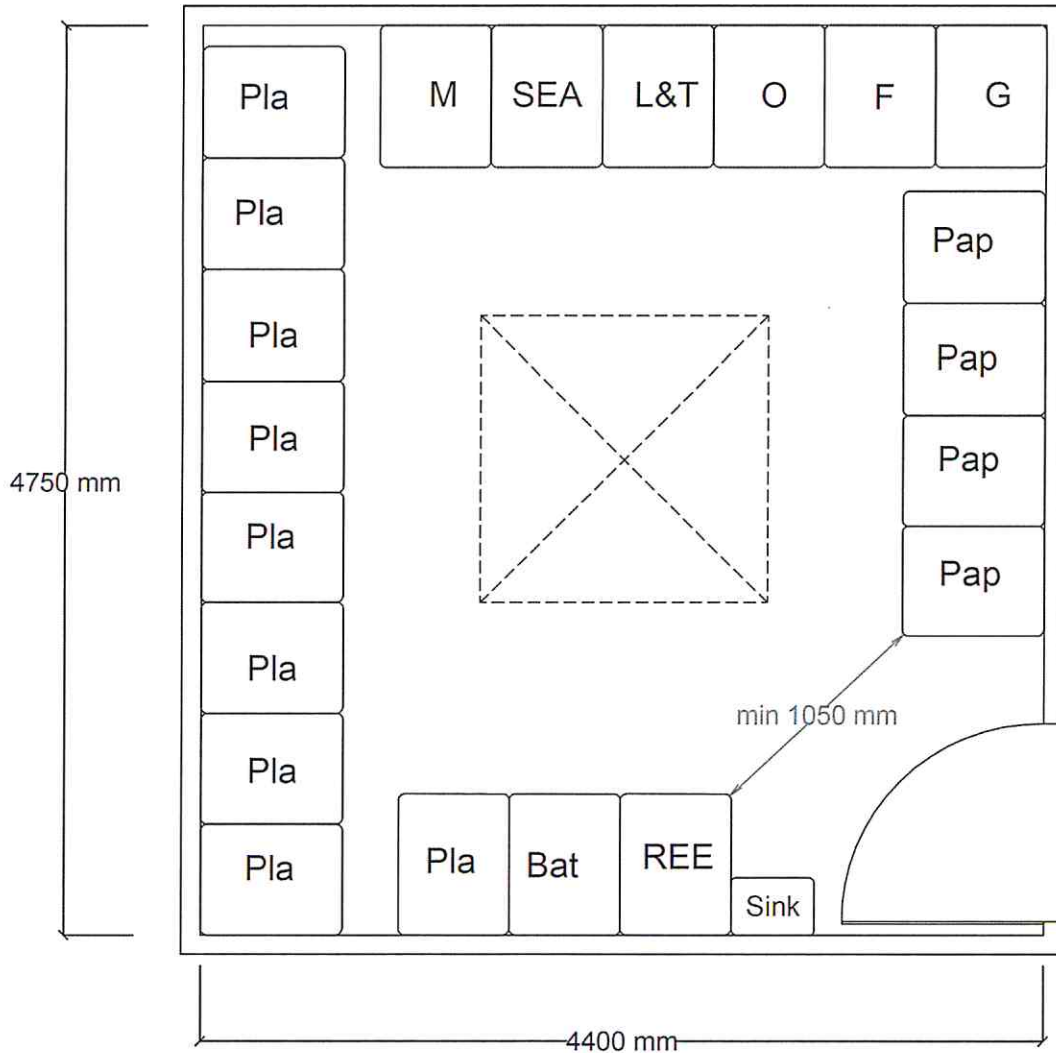 Pla
M SEA L&T O F G
Pla
Pap
Pla
Pap
Pla
Pap
4750 mm
Pla
Pap
Pla
min 1050 mm
Pla
Pla
Pla Bat REE
Sink
4400 mm